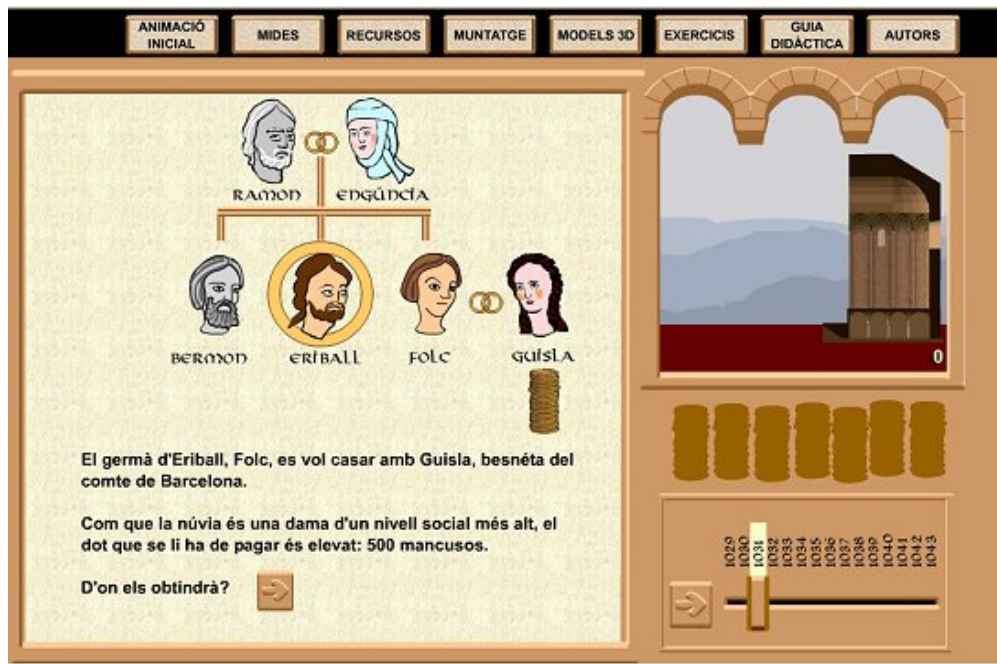 ANIMACIÓ
INICIAL
MIDES
RECURSOS
MUNTATGE
MODELS 3D
EXERCICIS
GUIA
DIDÀCTICA
AUTORS
RAMON
ENGÚNCÍA
BERMON
ERIBALL
FOLC
GUISLA
El germà d'Eriball, Folc, es vol casar amb Guisla, besnéta del
comte de Barcelona.
Com que la núvia és una dama d'un nivell social més alt, el
dot que se li ha de pagar és elevat: 500 mancusos.
D'on els obtindrà?
0
1029
1030
1031
1032
1033
1034
1035
1036
1037
1038
1039
1040
1041
1042
1043